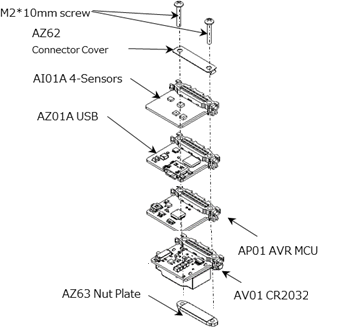 M2*10mm screw
AZ62
Connector Cover
AI01A 4-Sensors
AZ01A USB
AP01 AVR MCU
AV01 CR2032
AZ63 Nut Plate